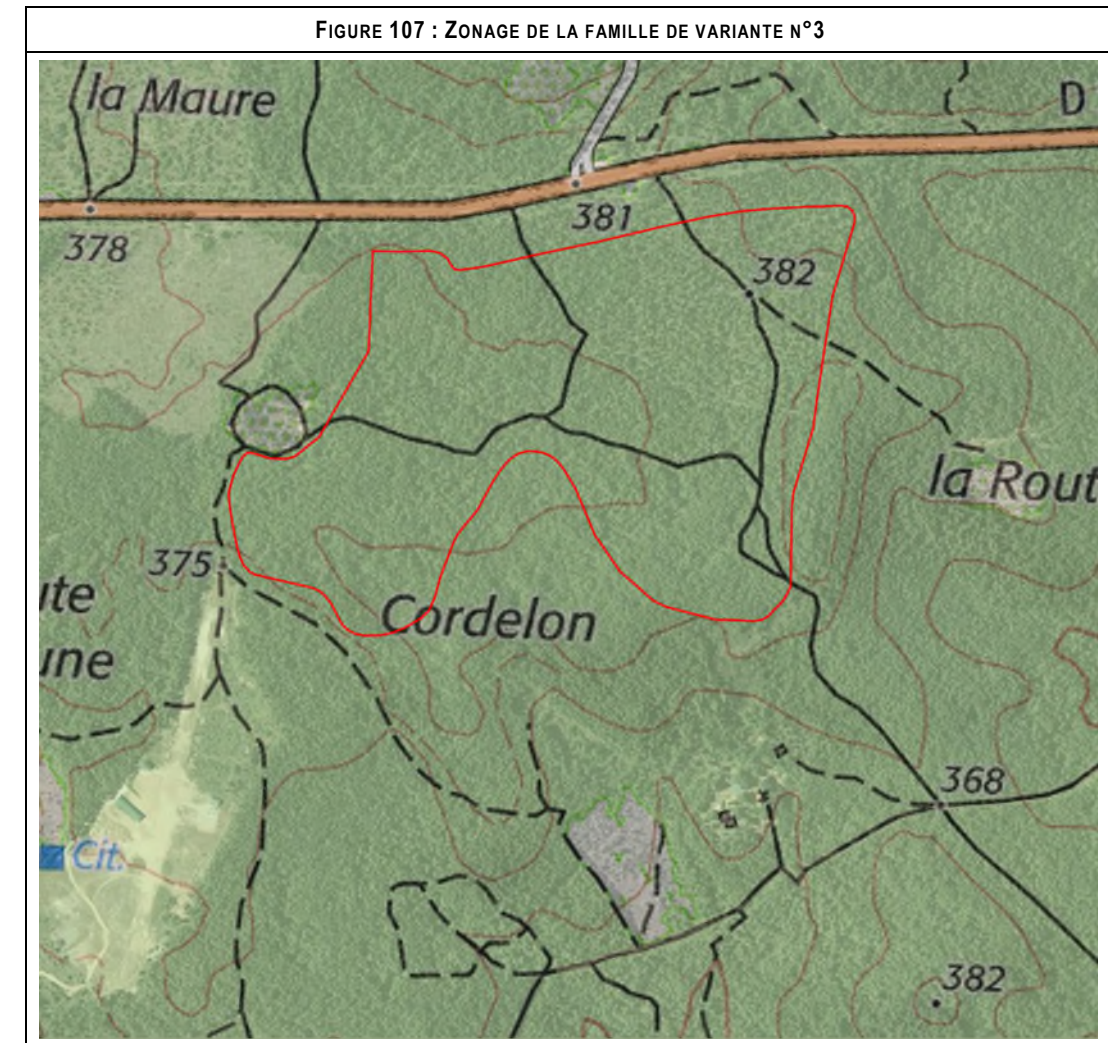 FIGURE 107 : ZONAGE DE LA FAMILLE DE VARIANTE N°3
la Maure
D
381
378
382
la Rout
375
ute
Cordelon
une
368
Cit.
382